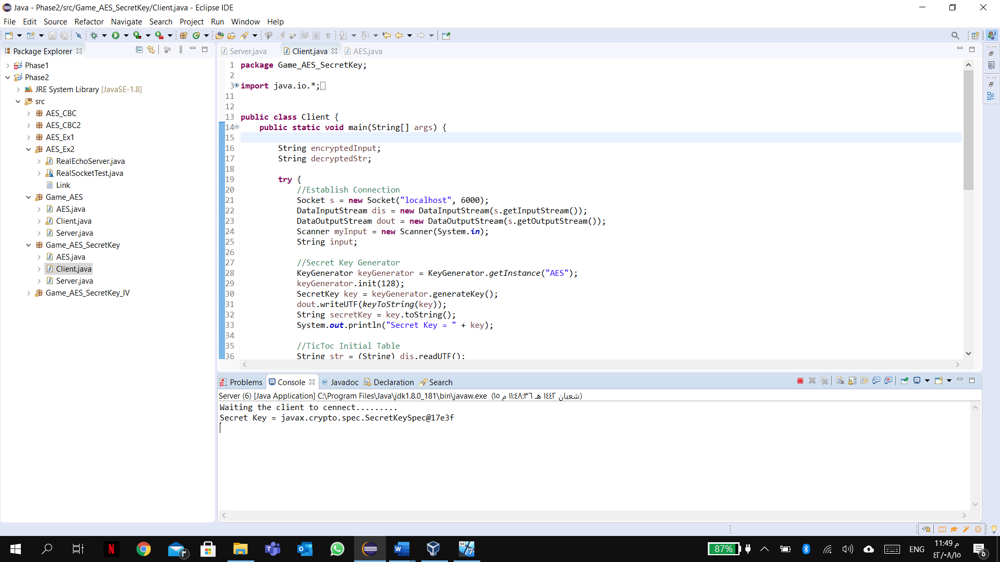 Java - Phase2/src/Game_AES_SecretKey/Client.java - Eclipse IDE
File Edit Source Refactor Navigate Search Project Run Window Help
Package Explorer
Phase1
Phase2
JRE System Library [JavaSE-1.8]
src
AES_CBC
AES_CBC2
AES_Ex1
AES_Ex2
RealEchoServer.java
RealSocketTest.java
Link
Game_AES
AES.java
Client.java
Server.java
Game_AES_SecretKey
AES.java
Client.java
Server.java
Game_AES_SecretKey_IV
Server.java Client.java AES.java
1 package Game_AES_SecretKey;
2
3 import java.io.*;
11
12
13 public class Client {
14 public static void main(String[] args) {
15
16 String encryptedInput;
17 String decryptedStr;
18
19 try {
20 //Establish Connection
21 Socket s = new Socket("localhost", 6000);
22 DataInputStream dis = new DataInputStream(s.getInputStream());
23 DataOutputStream dout = new DataOutputStream(s.getOutputStream());
24 Scanner myInput = new Scanner(System.in);
25 String input;
26
27 //Secret Key Generator
28 KeyGenerator keyGenerator = KeyGenerator.getInstance("AES");
29 keyGenerator.init(128);
30 SecretKey key = keyGenerator.generateKey();
31 dout.writeUTF(keyToString(key));
32 String secretKey = key.toString();
33 System.out.println("Secret Key = " + key);
34
35 //TicToc Initial Table
36 String str = (String) dis.readUTF();
Problems Console @ Javadoc Declaration Search
Server (6) [Java Application] C:\Program Files\Java\jdk1.8.0_181\bin\javaw.exe (١٥ شعبان ١٤٤٢ هـ ١١:٤٨:٣٦ م)
Waiting the client to cennect.........
Secret Key = javax.crypto.spec.SecretKeySpec@17e3f
N
٣
W
64
7
87%
ENG
11:49 م
٤٢/٠٨/١٥
٥